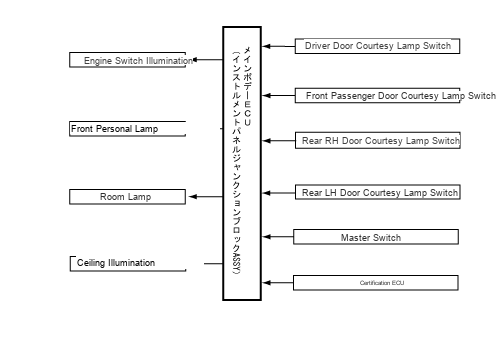 Engine Switch Illumination
Front Personal Lamp
Room Lamp
Ceiling Illumination
メインボデーECU
(インストルメントパネルジャンクションブロックASSY)
Driver Door Courtesy Lamp Switch
Front Passenger Door Courtesy Lamp Switch
Rear RH Door Courtesy Lamp Switch
Rear LH Door Courtesy Lamp Switch
Master Switch
Certification ECU